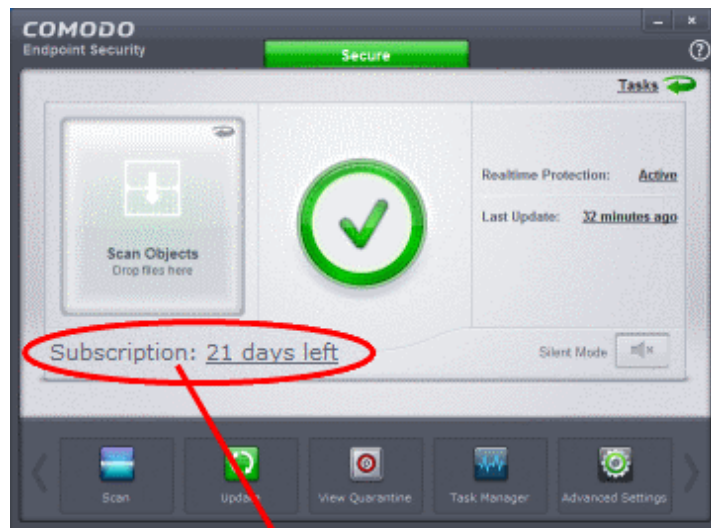 COMODO
Endpoint Security
Secure
?
Tasks
Scan Objects
Drop files here
Realtime Protection: Active
Last Update: 32 minutes ago
Subscription: 21 days left
Silent Mode
Scan
Update
View Quarantine
Task Manager
Advanced Settings